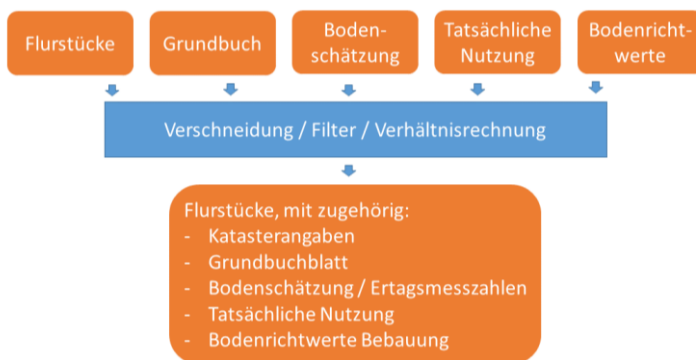 Flurstücke
Grundbuch
Boden-
schätzung
Tatsächliche
Nutzung
Bodenricht-
werte
Verschneidung / Filter / Verhältnisrechnung
Flurstücke, mit zugehörig:
- Katasterangaben
- Grundbuchblatt
- Bodenschätzung / Ertagsmesszahlen
- Tatsächliche Nutzung
- Bodenrichtwerte Bebauung